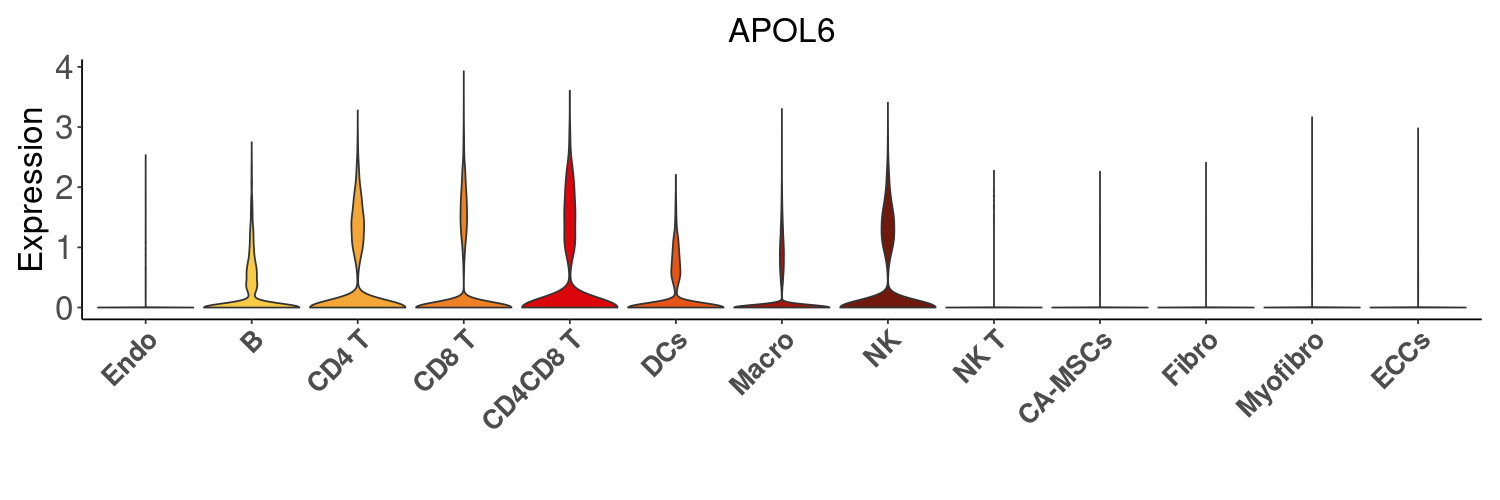 APOL6
Expression
4
3
2
1
0
Endo
B
CD4 T
CD8 T
CD4CD8 T
DCs
Macro
NK
NK T
CA-MSCs
Fibro
Myofibro
ECCs